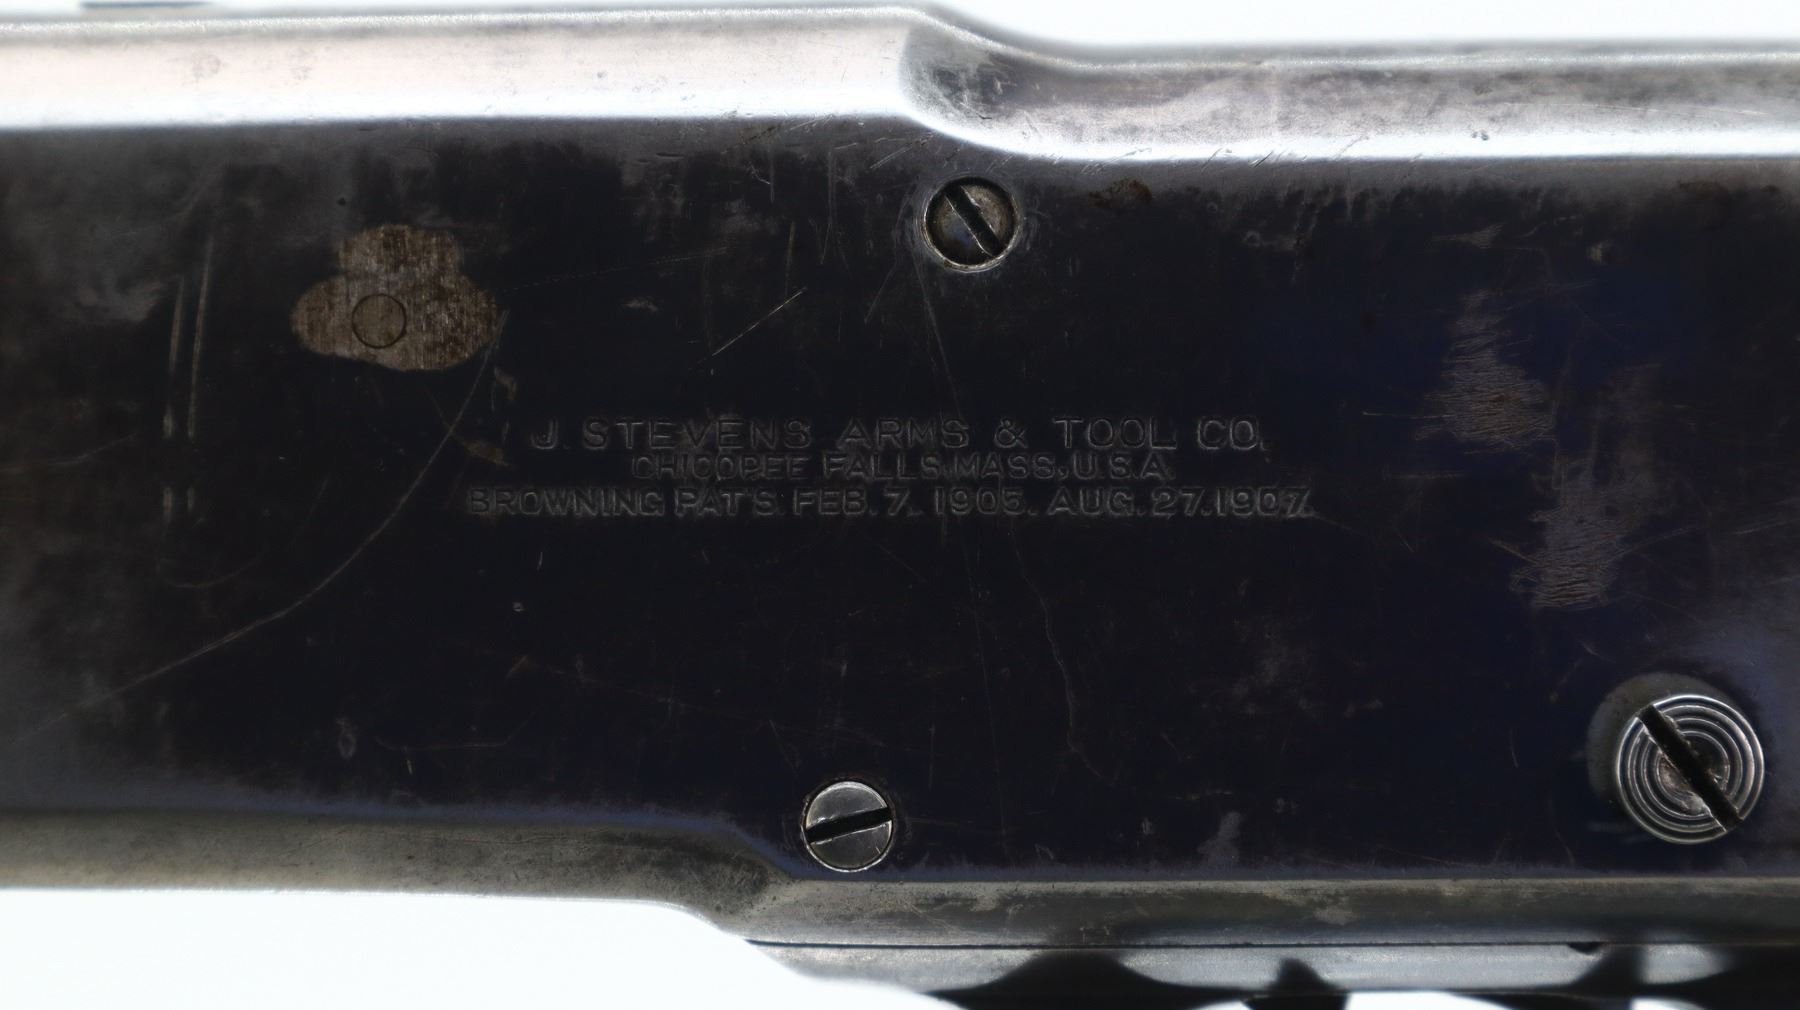 J. STEVENS ARMS & TOOL CO.
CHICOPEE FALLS, MASS, U.S.A.
BROWNING PAT'S. FEB. 7, 1905. AUG. 27. 1907.